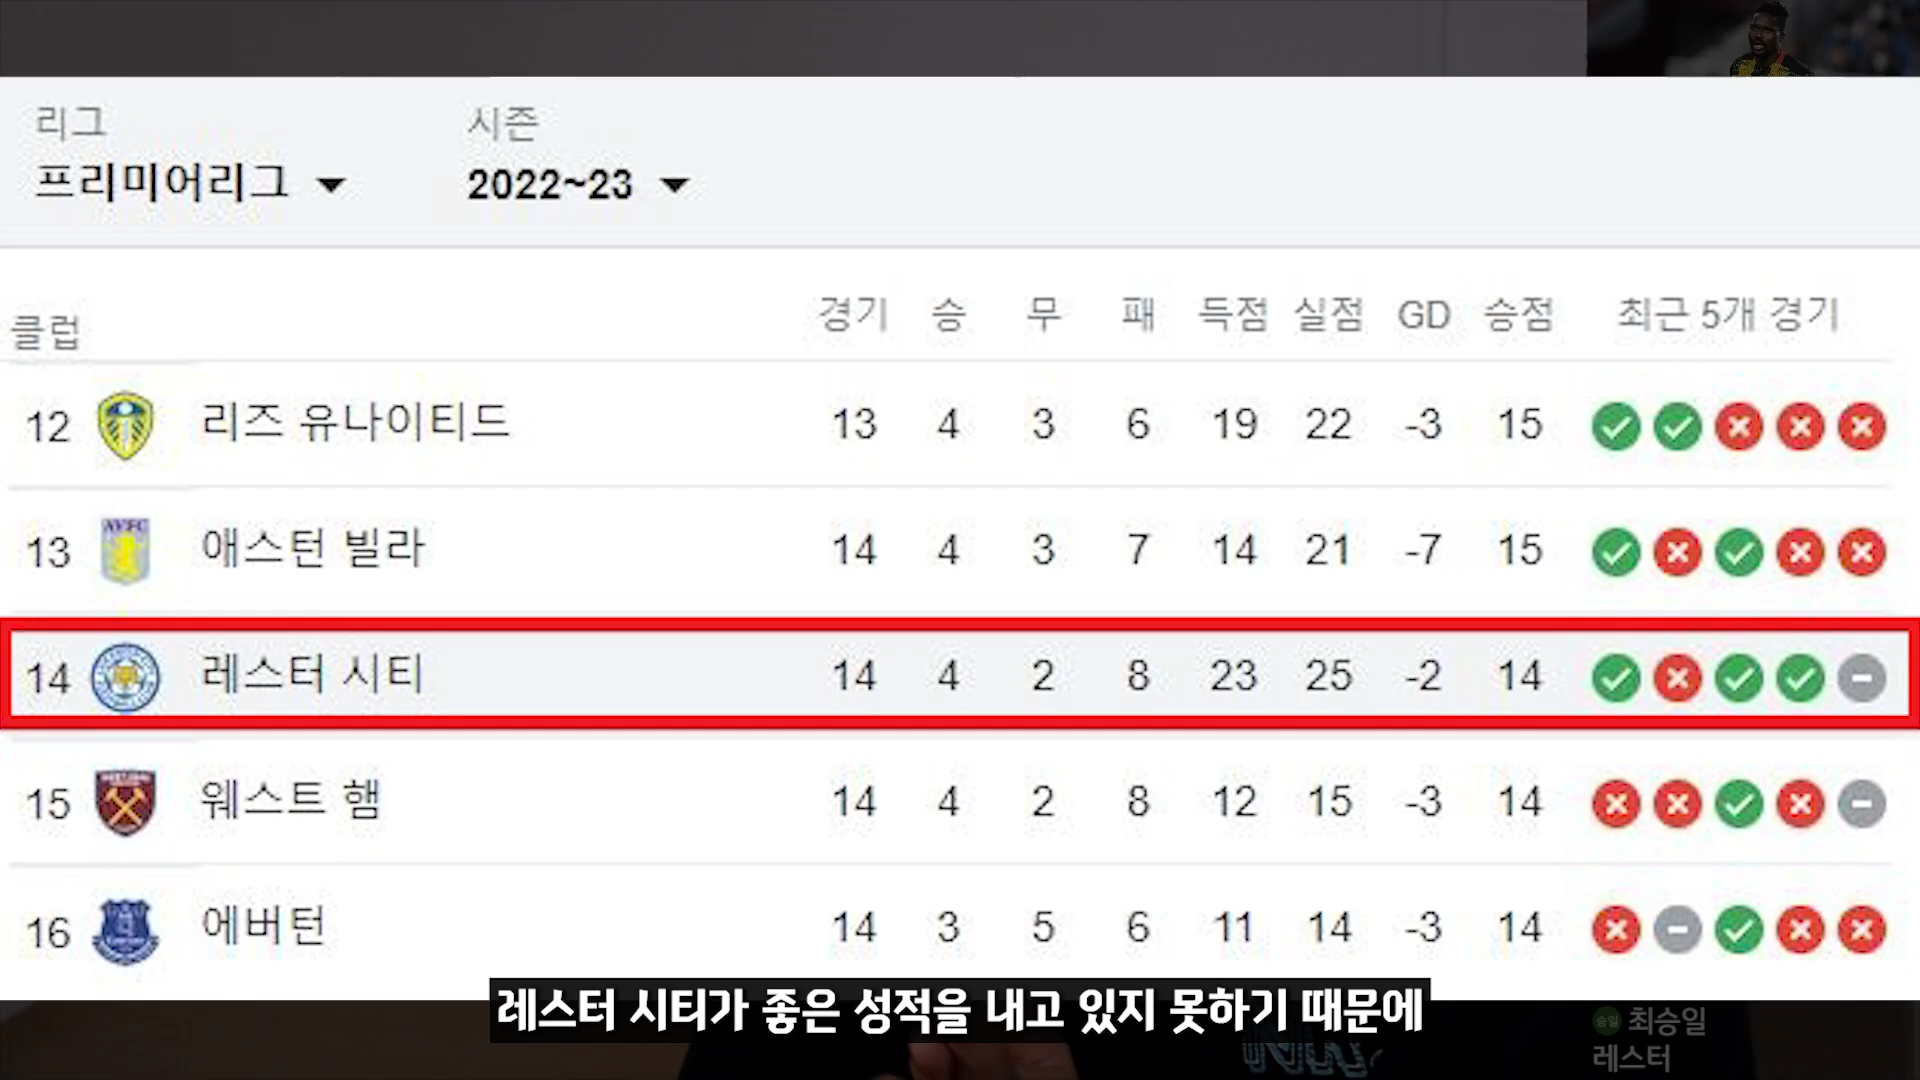 리그 시즌
프리미어리그 2022~23
클럽 경기 승 무 패 득점 실점 GD 승점 최근 5개 경기
12 리즈 유나이티드 13 4 3 6 19 22 -3 15
AVFC
13 애스턴 빌라 14 4 3 7 14 21 -7 15
14 레스터 시티 14 4 2 8 23 25 -2 14
15 웨스트 햄 14 4 2 8 12 15 -3 14
16 에버턴 14 3 5 6 11 14 -3 14
레스터 시티가 좋은 성적을 내고 있지 못하기 때문에
승일 최승일
레스터